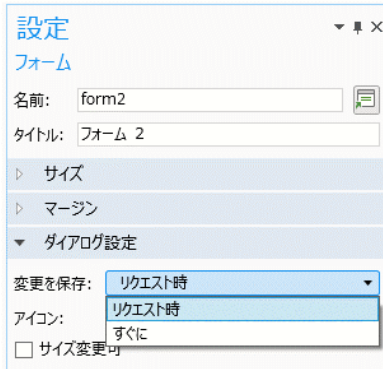 設定
フォーム
名前: form2
タイトル: フォーム 2
サイズ
マージン
ダイアログ設定
変更を保存: リクエスト時
リクエスト時
アイコン:
すぐに
サイズ変更可